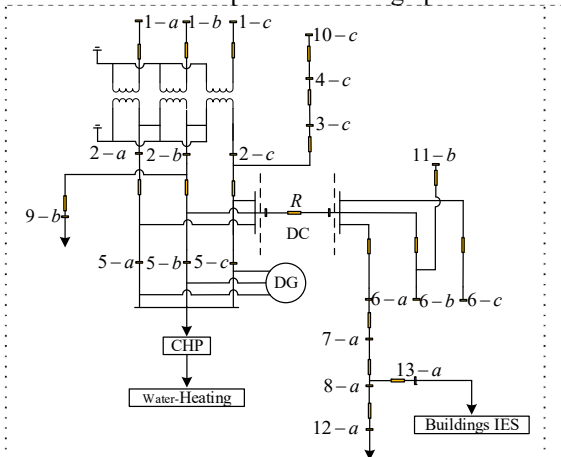 1-a 1-b 1-c
10-c
4-c
3-c
2-a 2-b 2-c
11-b
9-b
R
DC
5-a 5-b 5-c
DG
6-a 6-b 6-c
7-a
CHP
13-a
8-a
Water-Heating
12-a
Buildings IES